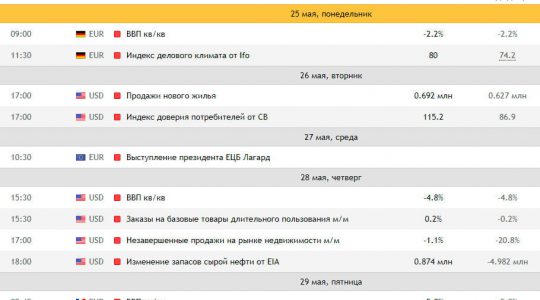 25 мая, понедельник
09:00 EUR ВВП кв/кв -2.2% -2.2%
11:30 EUR Индекс делового климата от Ifo 80 74.2
26 мая, вторник
17:00 USD Продажи нового жилья 0.692 млн 0.627 млн
17:00 USD Индекс доверия потребителей от CB 115.2 86.9
27 мая, среда
10:30 EUR Выступление президента ЕЦБ Лагард
28 мая, четверг
15:30 USD ВВП кв/кв -4.8% -4.8%
15:30 USD Заказы на базовые товары длительного пользования м/м 0.2% -0.2%
17:00 USD Незавершенные продажи на рынке недвижимости м/м -1.1% -20.8%
18:00 USD Изменение запасов сырой нефти от EIA 0.874 млн -4.982 млн
29 мая, пятница